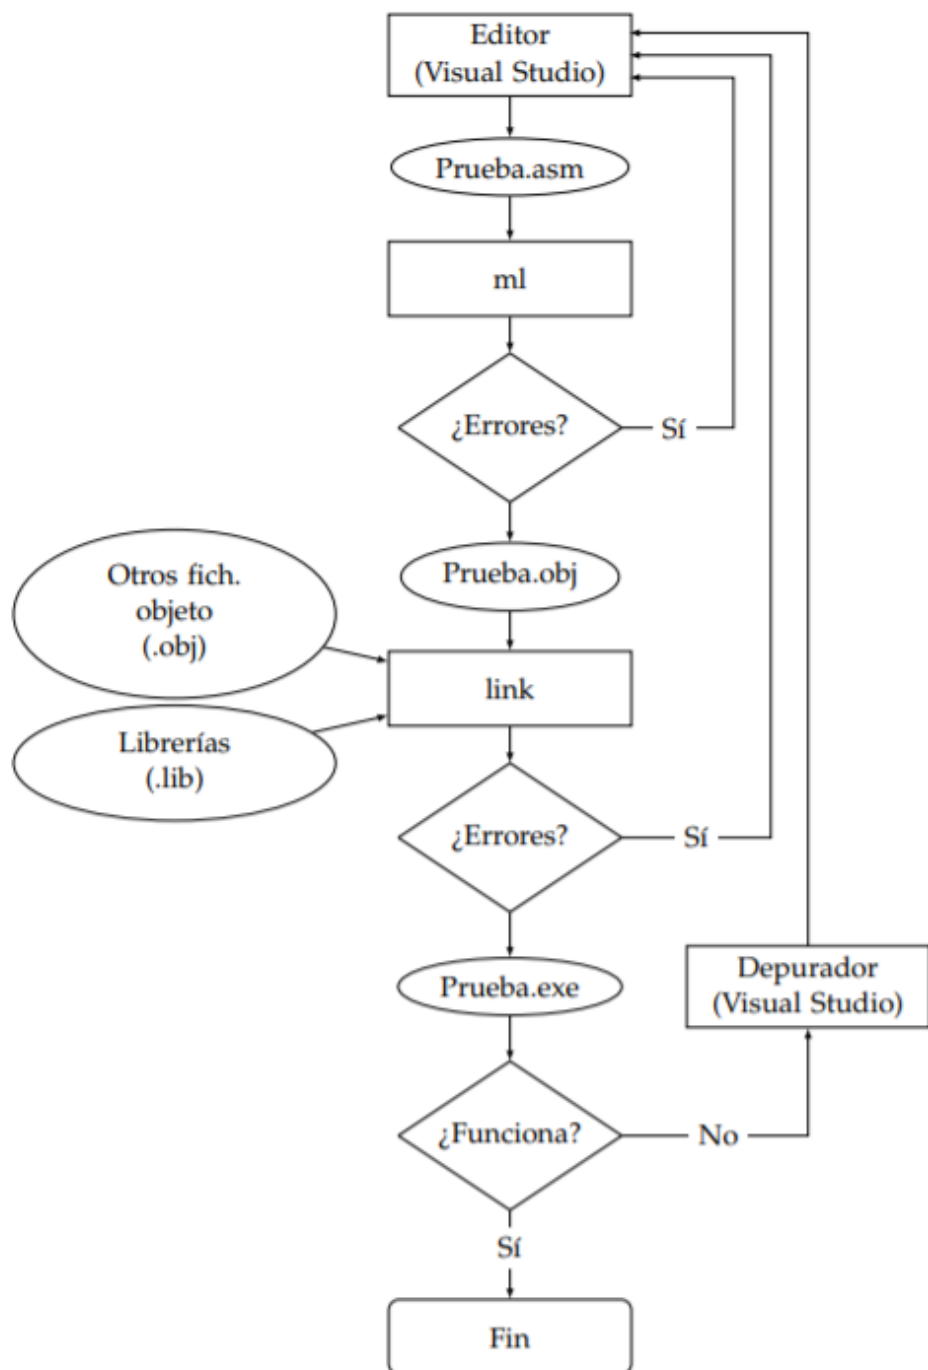 Editor
(Visual Studio)
Prueba.asm
ml
¿Errores?
Sí
Prueba.obj
Otros fich.
objeto
(.obj)
link
Librerías
(.lib)
¿Errores?
Sí
Prueba.exe
Depurador
(Visual Studio)
¿Funciona?
No
Sí
Fin